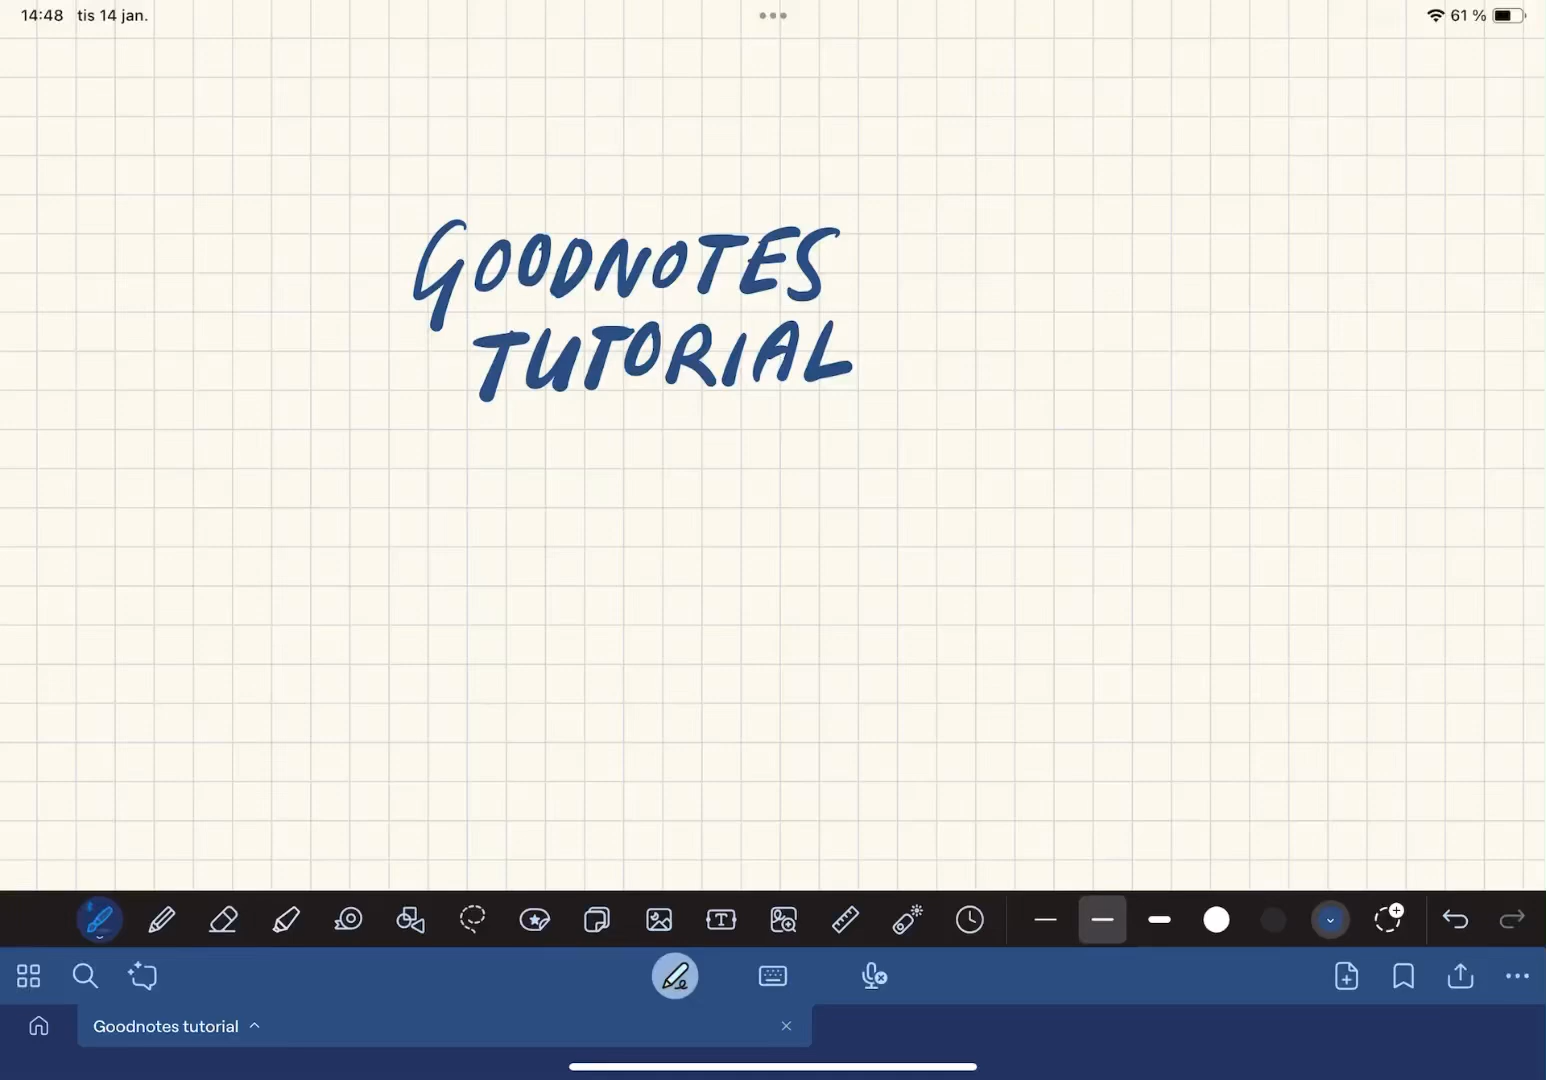 14:48 tis 14 jan.
61 %
GOODNOTES
TUTORIAL
Goodnotes tutorial